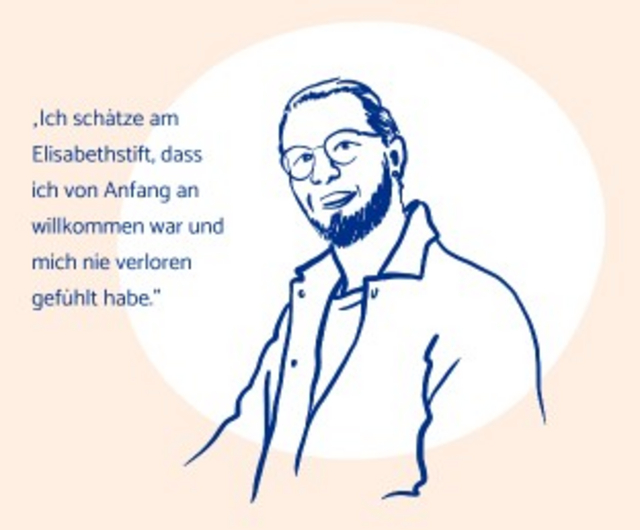 ‚Ich schätze am
Elisabethstift, dass
ich von Anfang an
willkommen war und
mich nie verloren
gefühlt habe.”